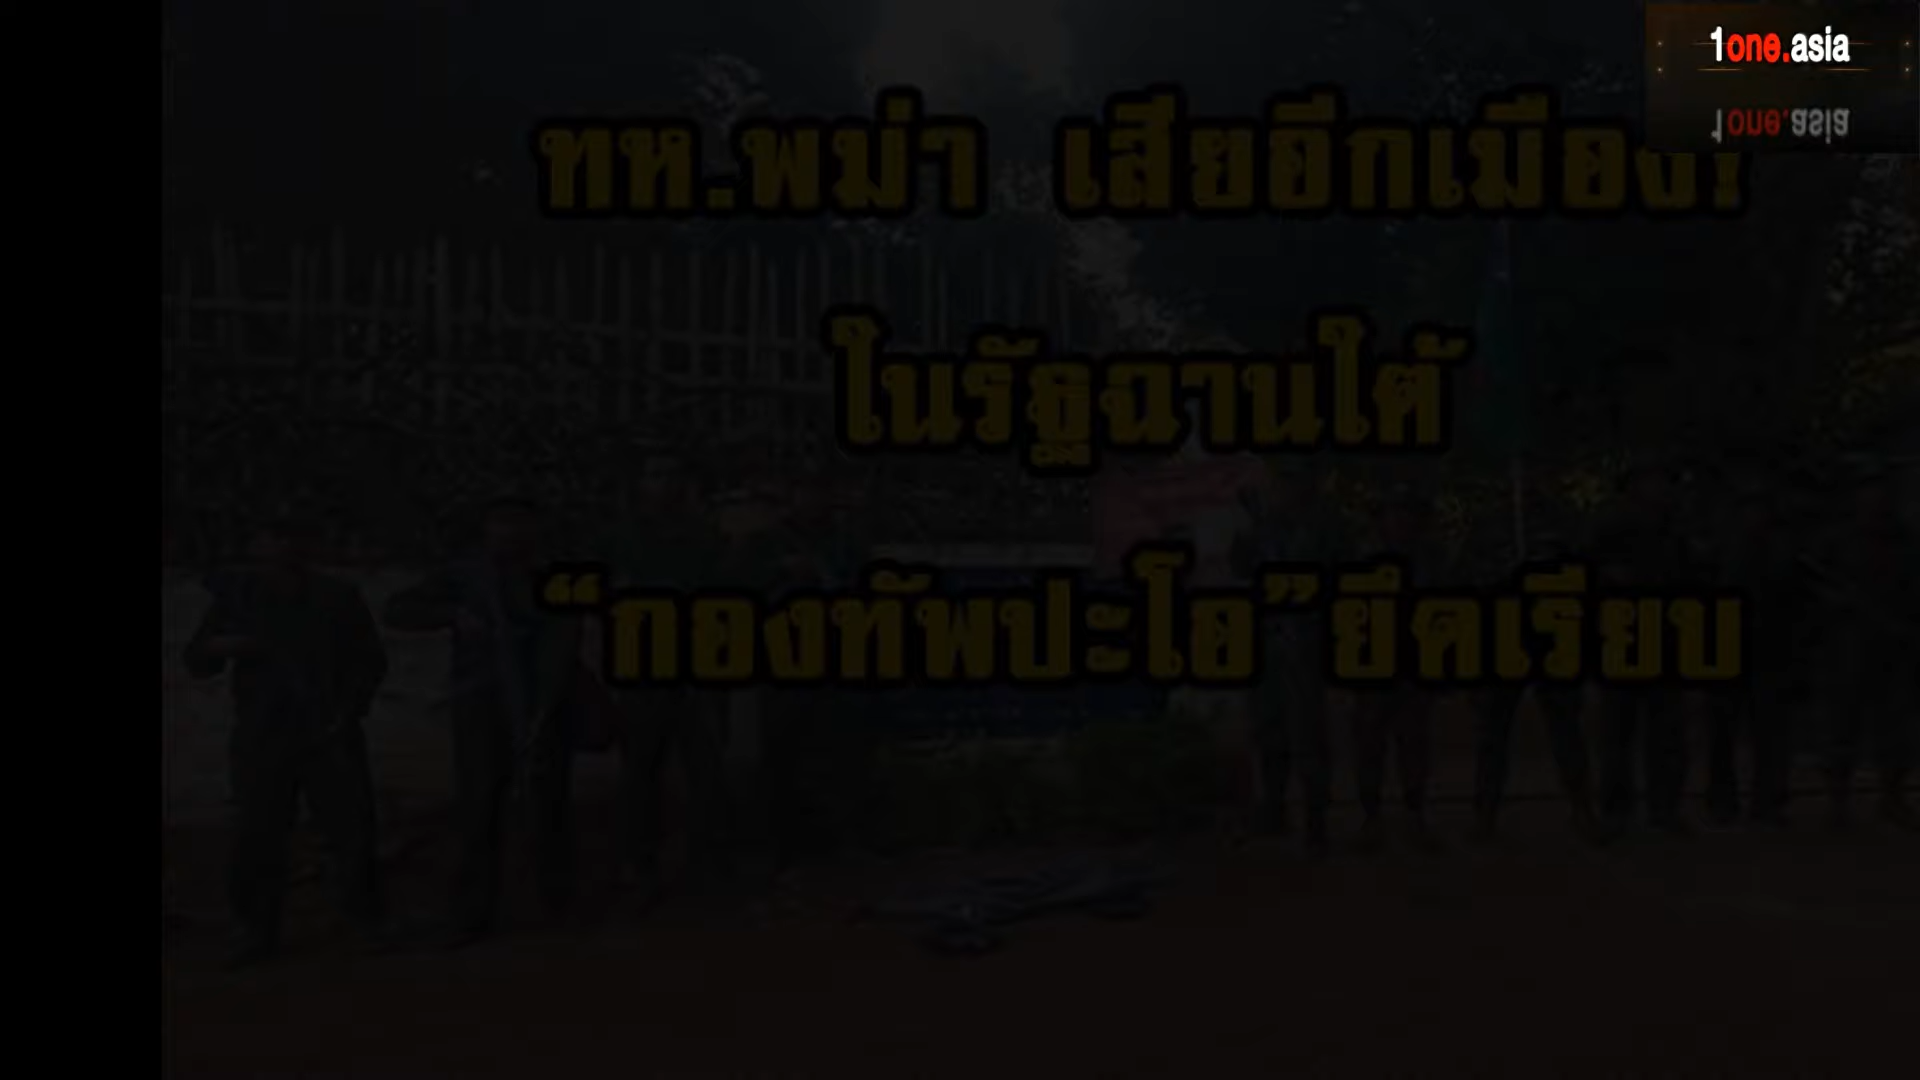 1one.asia
ทห.พม่า เสียอีกเมือง!
ในรัฐฉานใต้
“กองทัพปะโอ”ยึดเรียบ